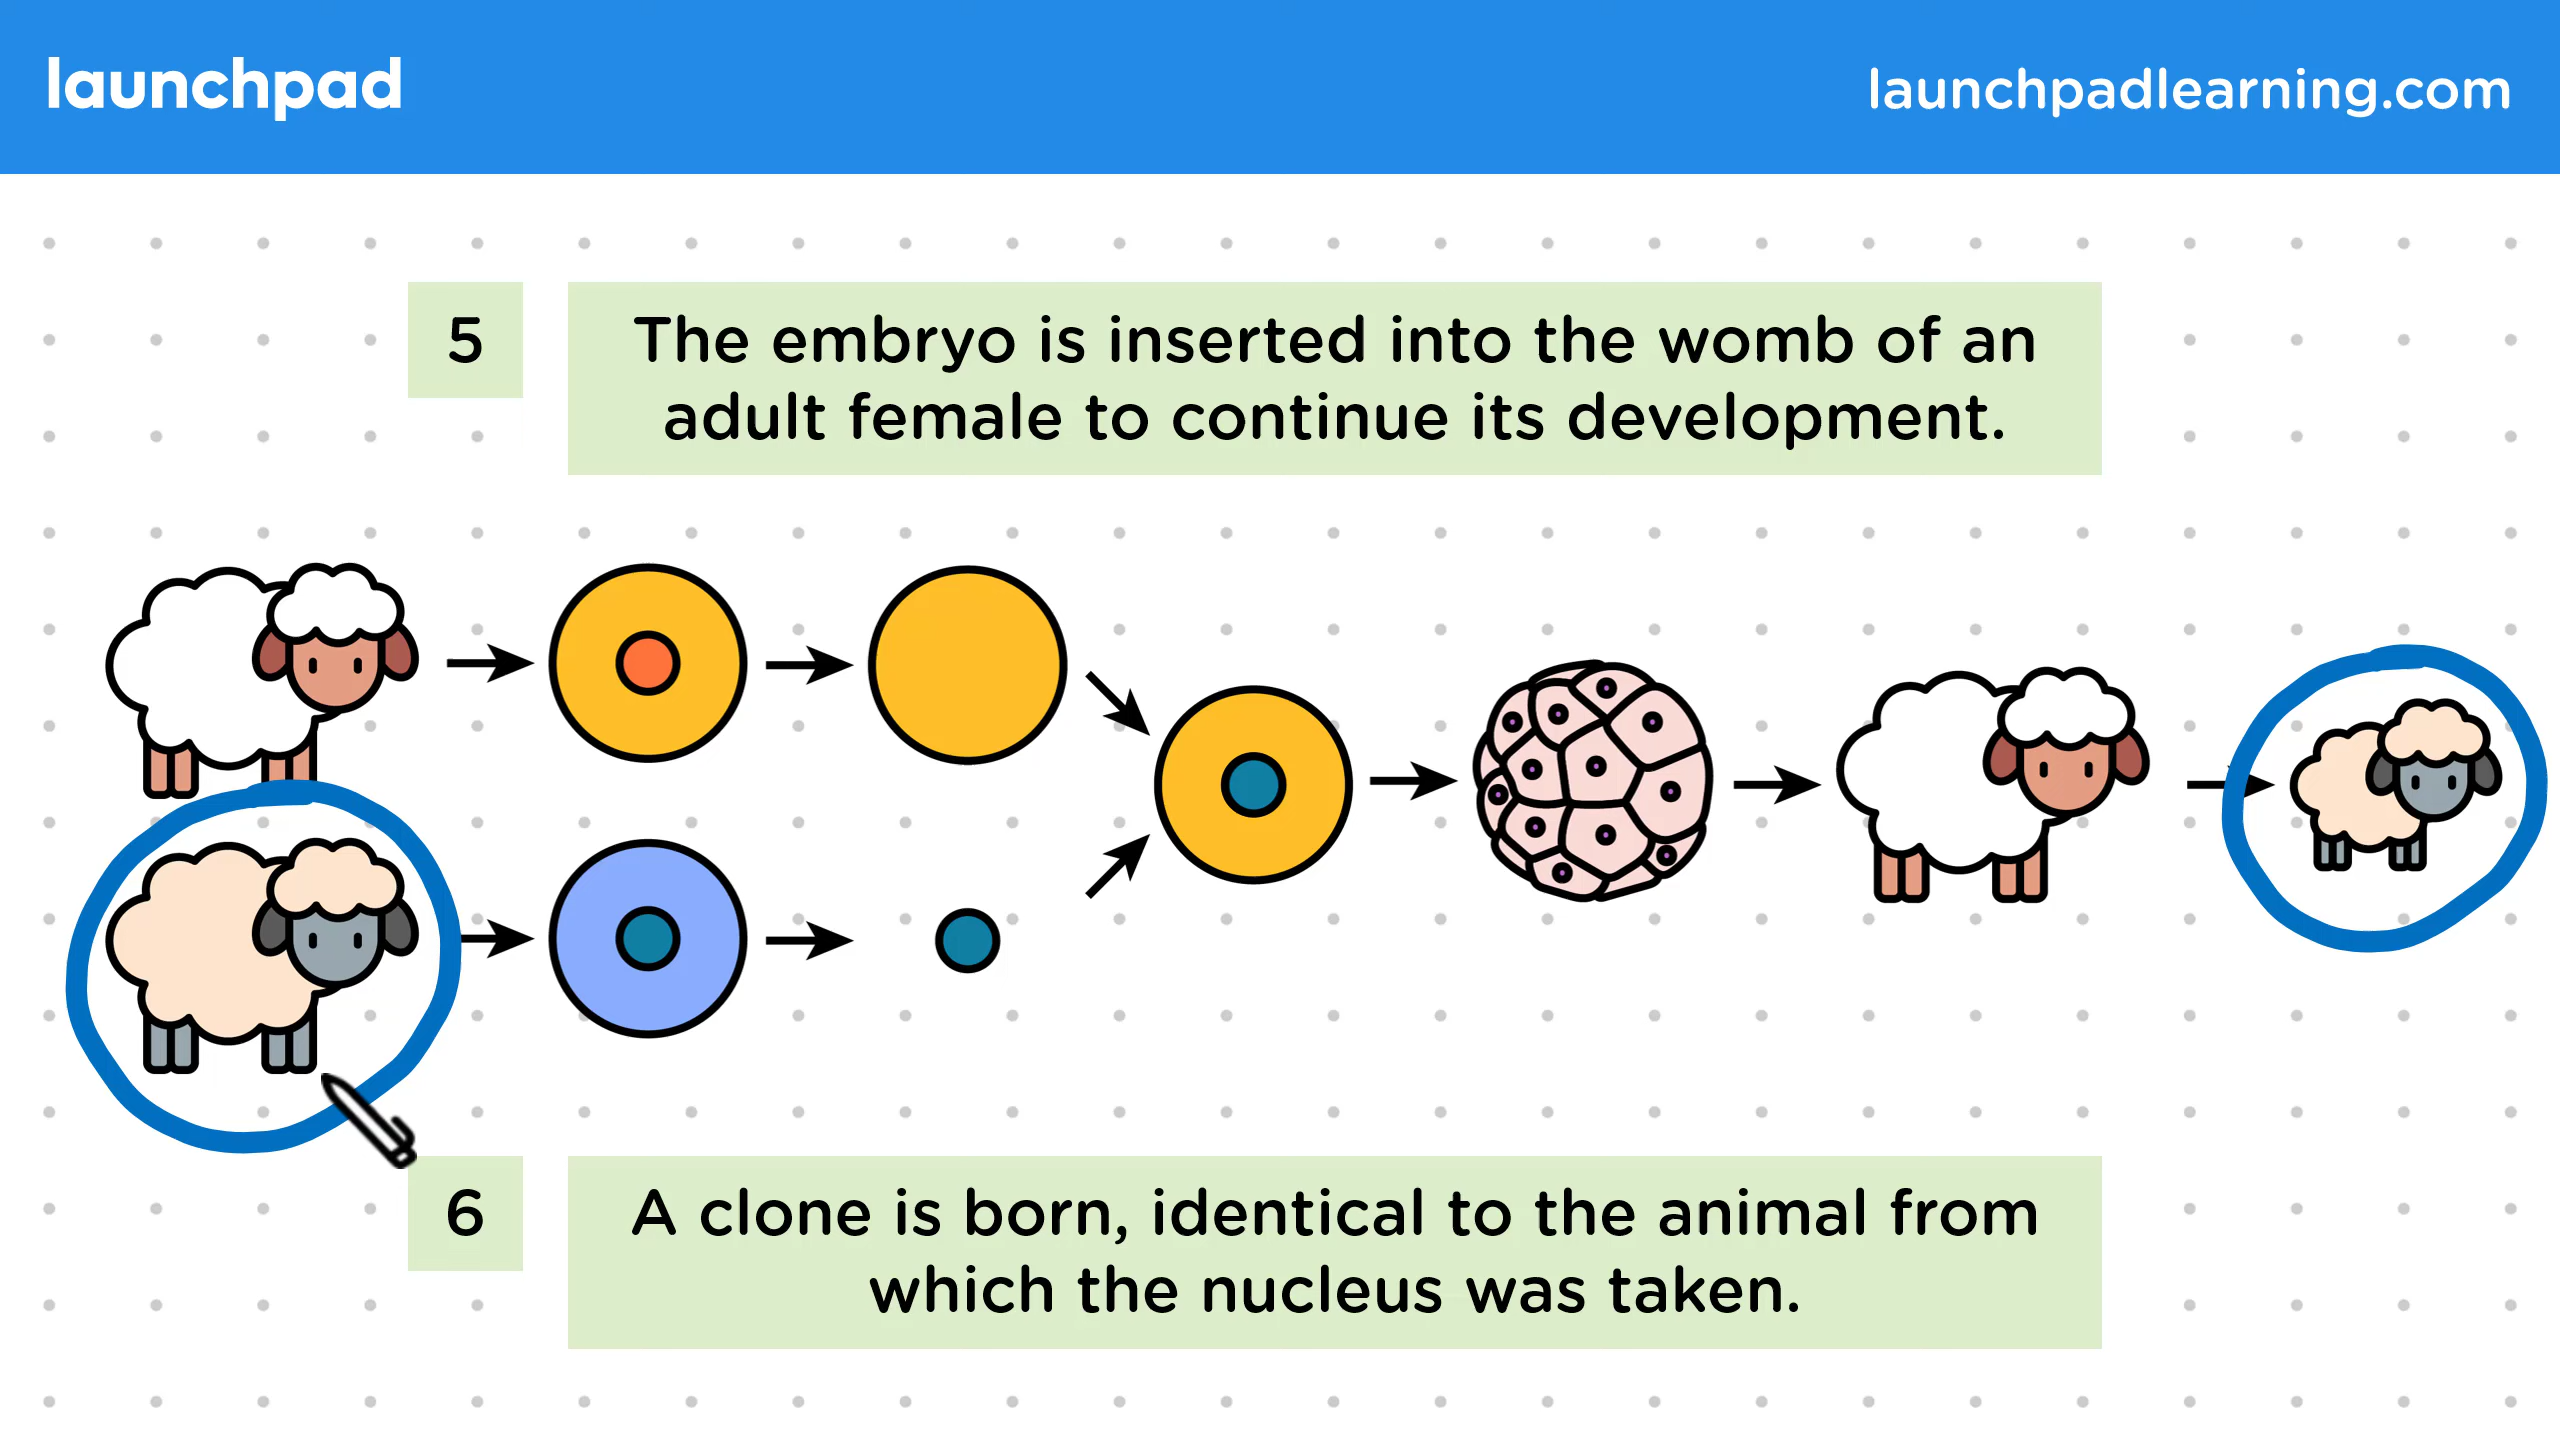 launchpad
launchpadlearning.com
5
The embryo is inserted into the womb of an
adult female to continue its development.
6
A clone is born, identical to the animal from
which the nucleus was taken.